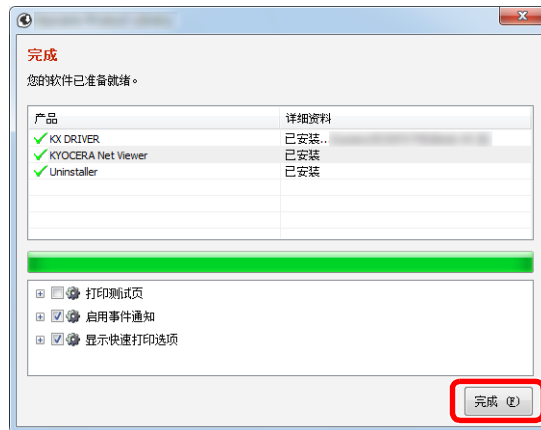 完成
您的软件已准备就绪。
产品 详细资料
KX DRIVER 已安装..
KYOCERA Net Viewer 已安装
Uninstaller 已安装
打印测试页
启用事件通知
显示快速打印选项
完成 (F)